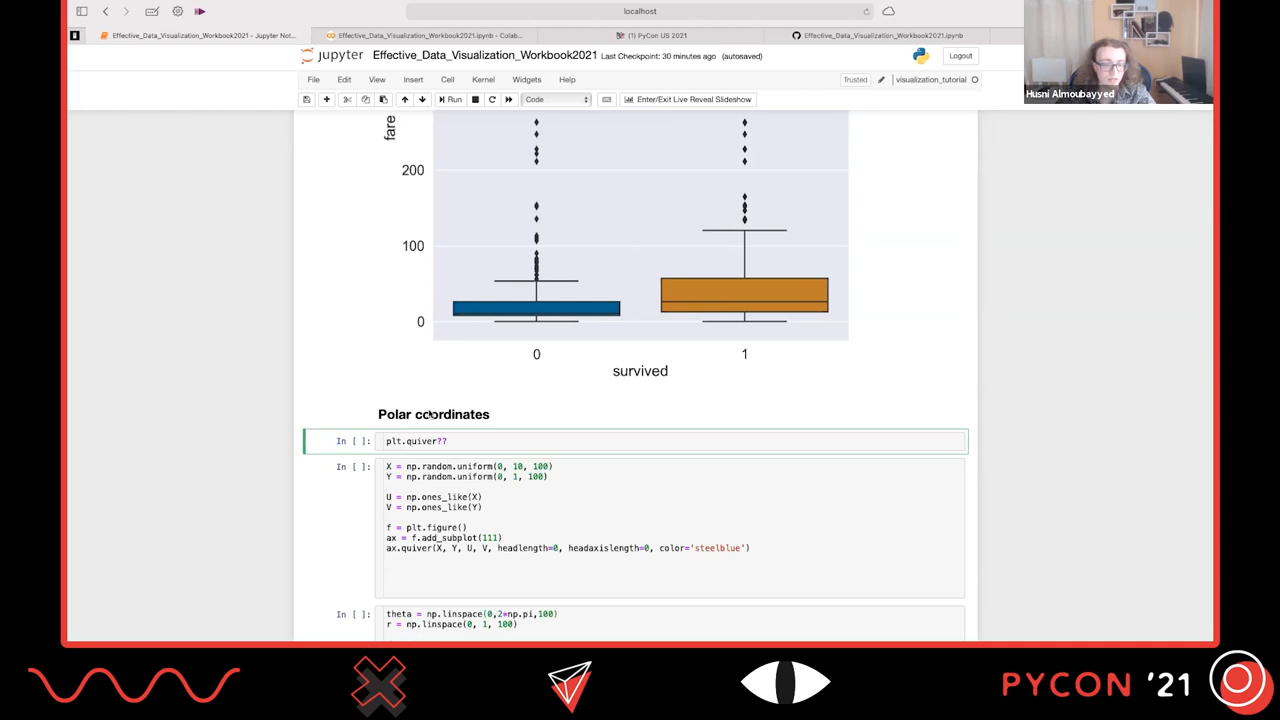 localhost
Effective_Data_Visualization_Workbook2021 - Jupyter Not...
Effective_Data_Visualization_Workbook2021.ipynb - Colab...
(1) PyCon US 2021
Effective_Data_Visualization_Workbook2021.ipynb
jupyter Effective_Data_Visualization_Workbook2021 Last Checkpoint: 30 minutes ago (autosaved)
Logout
File Edit View Insert Cell Kernel Widgets Help
Trusted visualization_tutorial
Run Code Enter/Exit Live Reveal Slideshow
Husni Almoubayyed
fare
200
100
0
0 1
survived
Polar coordinates
In [ ]: plt.quiver??
In [ ]: X = np.random.uniform(0, 10, 100)
Y = np.random.uniform(0, 1, 100)
U = np.ones_like(X)
V = np.ones_like(Y)
f = plt.figure()
ax = f.add_subplot(111)
ax.quiver(X, Y, U, V, headlength=0, headaxislength=0, color='steelblue')
In [ ]: theta = np.linspace(0,2*np.pi,100)
r = np.linspace(0, 1, 100)
PYCON '21